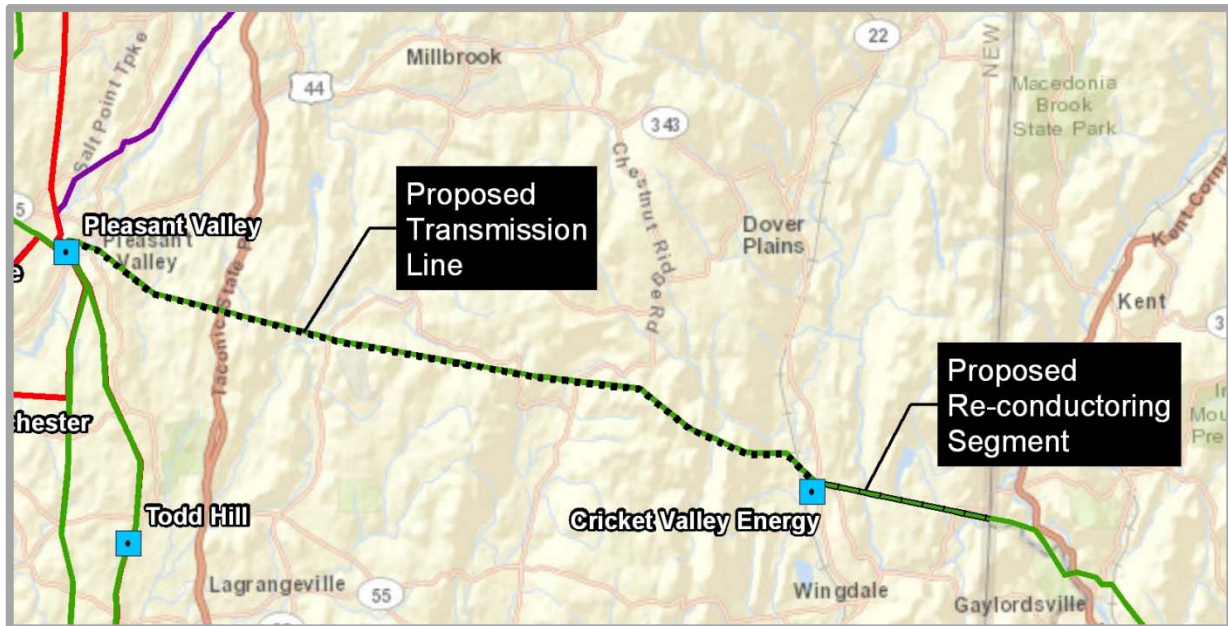 Millbrook
22
NEW
Macedonia
Brook
State Park
44
Salt Point Tpke
343
Chestnut Ridge Rd
Proposed
Transmission
Line
Dover
Plains
Kent
5
Pleasant Valley
Pleasant
Valley
Taconic State P
Proposed
Re-conductoring
Segment
3
chester
Cricket Valley Energy
Todd Hill
Lagrangeville
55
Wingdale
Gaylordsville